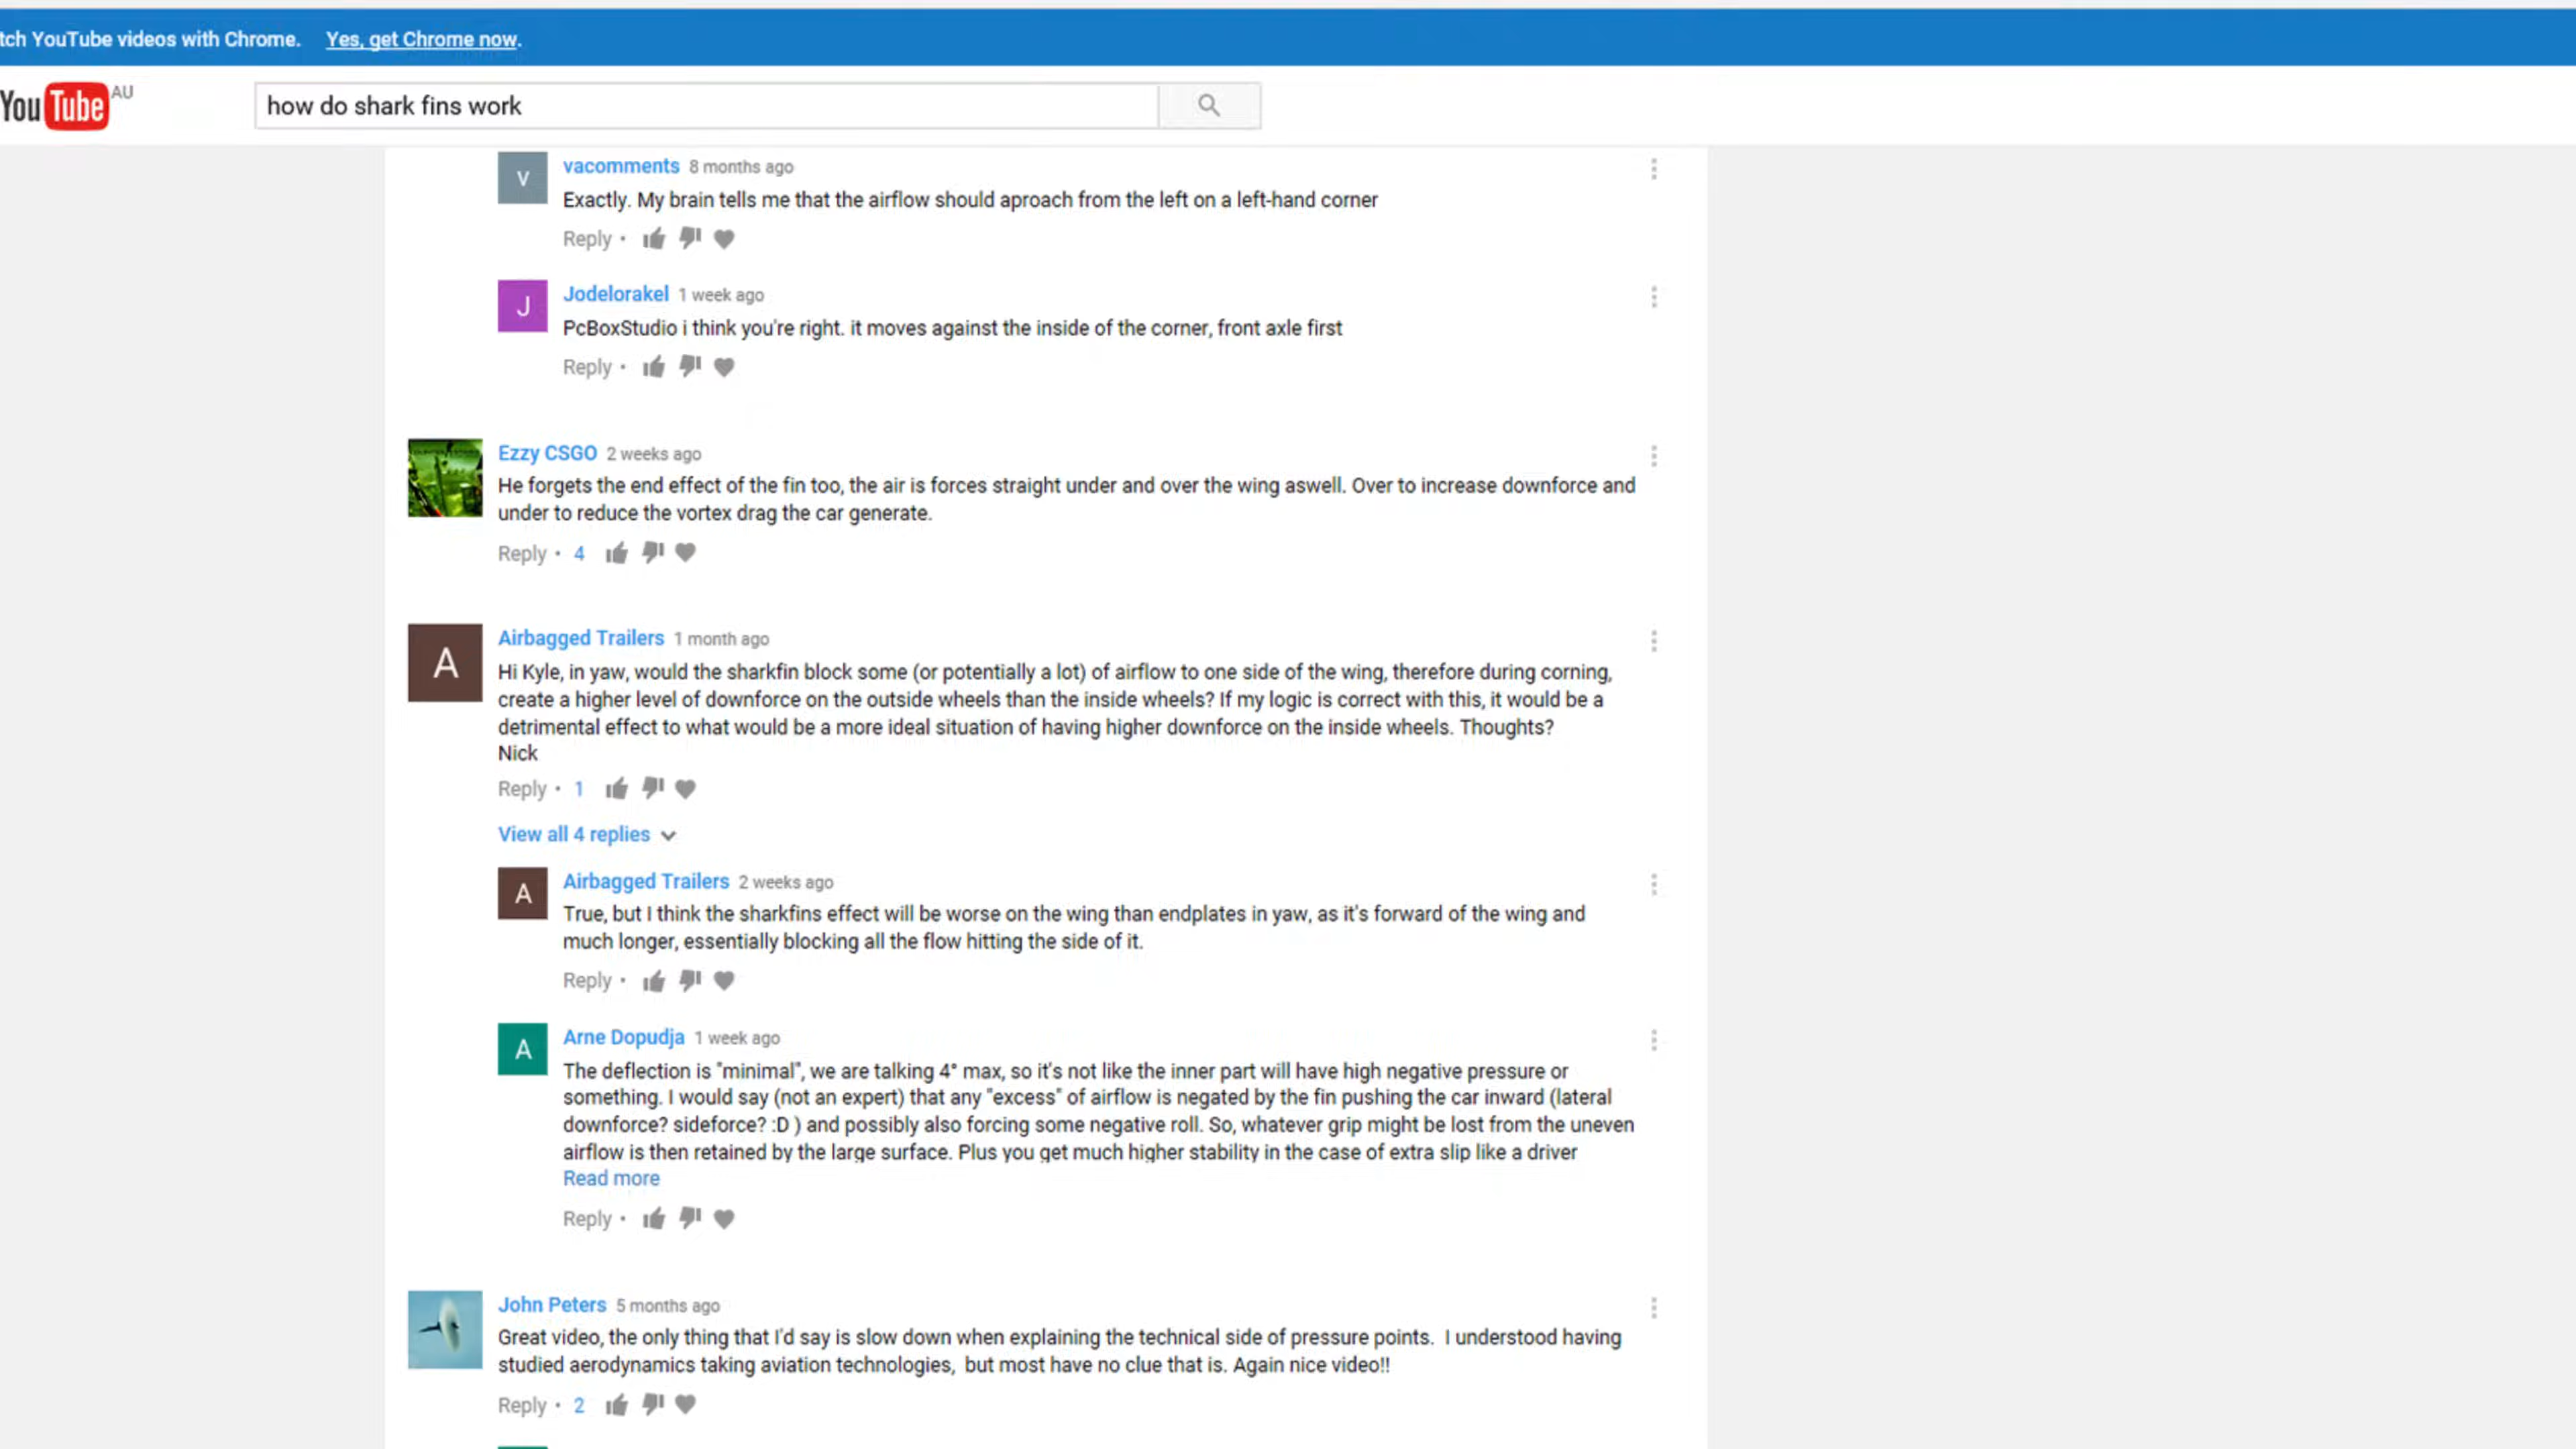 tch YouTube videos with Chrome. Yes, get Chrome now.
YouTube AU
how do shark fins work
V
vacomments 8 months ago
Exactly. My brain tells me that the airflow should aproach from the left on a left-hand corner
Reply •
J
Jodelorakel 1 week ago
PcBoxStudio i think you're right. it moves against the inside of the corner, front axle first
Reply •
Ezzy CSGO 2 weeks ago
He forgets the end effect of the fin too, the air is forces straight under and over the wing aswell. Over to increase downforce and
under to reduce the vortex drag the car generate.
Reply • 4
A
Airbagged Trailers 1 month ago
Hi Kyle, in yaw, would the sharkfin block some (or potentially a lot) of airflow to one side of the wing, therefore during corning,
create a higher level of downforce on the outside wheels than the inside wheels? If my logic is correct with this, it would be a
detrimental effect to what would be a more ideal situation of having higher downforce on the inside wheels. Thoughts?
Nick
Reply • 1
View all 4 replies
A
Airbagged Trailers 2 weeks ago
True, but I think the sharkfins effect will be worse on the wing than endplates in yaw, as it's forward of the wing and
much longer, essentially blocking all the flow hitting the side of it.
Reply •
A
Arne Dopudja 1 week ago
The deflection is "minimal", we are talking 4° max, so it's not like the inner part will have high negative pressure or
something. I would say (not an expert) that any "excess" of airflow is negated by the fin pushing the car inward (lateral
downforce? sideforce? :D ) and possibly also forcing some negative roll. So, whatever grip might be lost from the uneven
airflow is then retained by the large surface. Plus you get much higher stability in the case of extra slip like a driver
Read more
Reply •
John Peters 5 months ago
Great video, the only thing that I'd say is slow down when explaining the technical side of pressure points.  I understood having
studied aerodynamics taking aviation technologies,  but most have no clue that is. Again nice video!!
Reply • 2